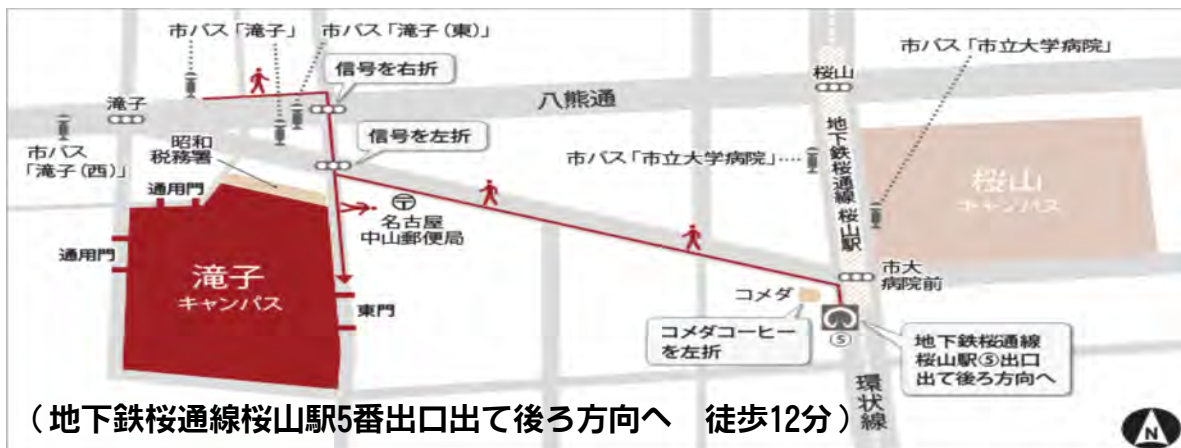 市バス「滝子」
市バス「滝子(東)」
信号を右折
市バス「市立大学病院」
桜山
滝子
八熊通
昭和
税務署
信号を左折
市バス
「滝子(西)」
市バス「市立大学病院」
地下鉄桜通線 桜山駅
桜山
キャンパス
通用門
名古屋
中山郵便局
通用門
滝子
キャンパス
東門
コメダ
市大
病院前
コメダコーヒー
を左折
⑤
地下鉄桜通線
桜山駅⑤出口
出て後ろ方向へ
環状線
(地下鉄桜通線桜山駅5番出口出て後ろ方向へ 徒歩12分)
N